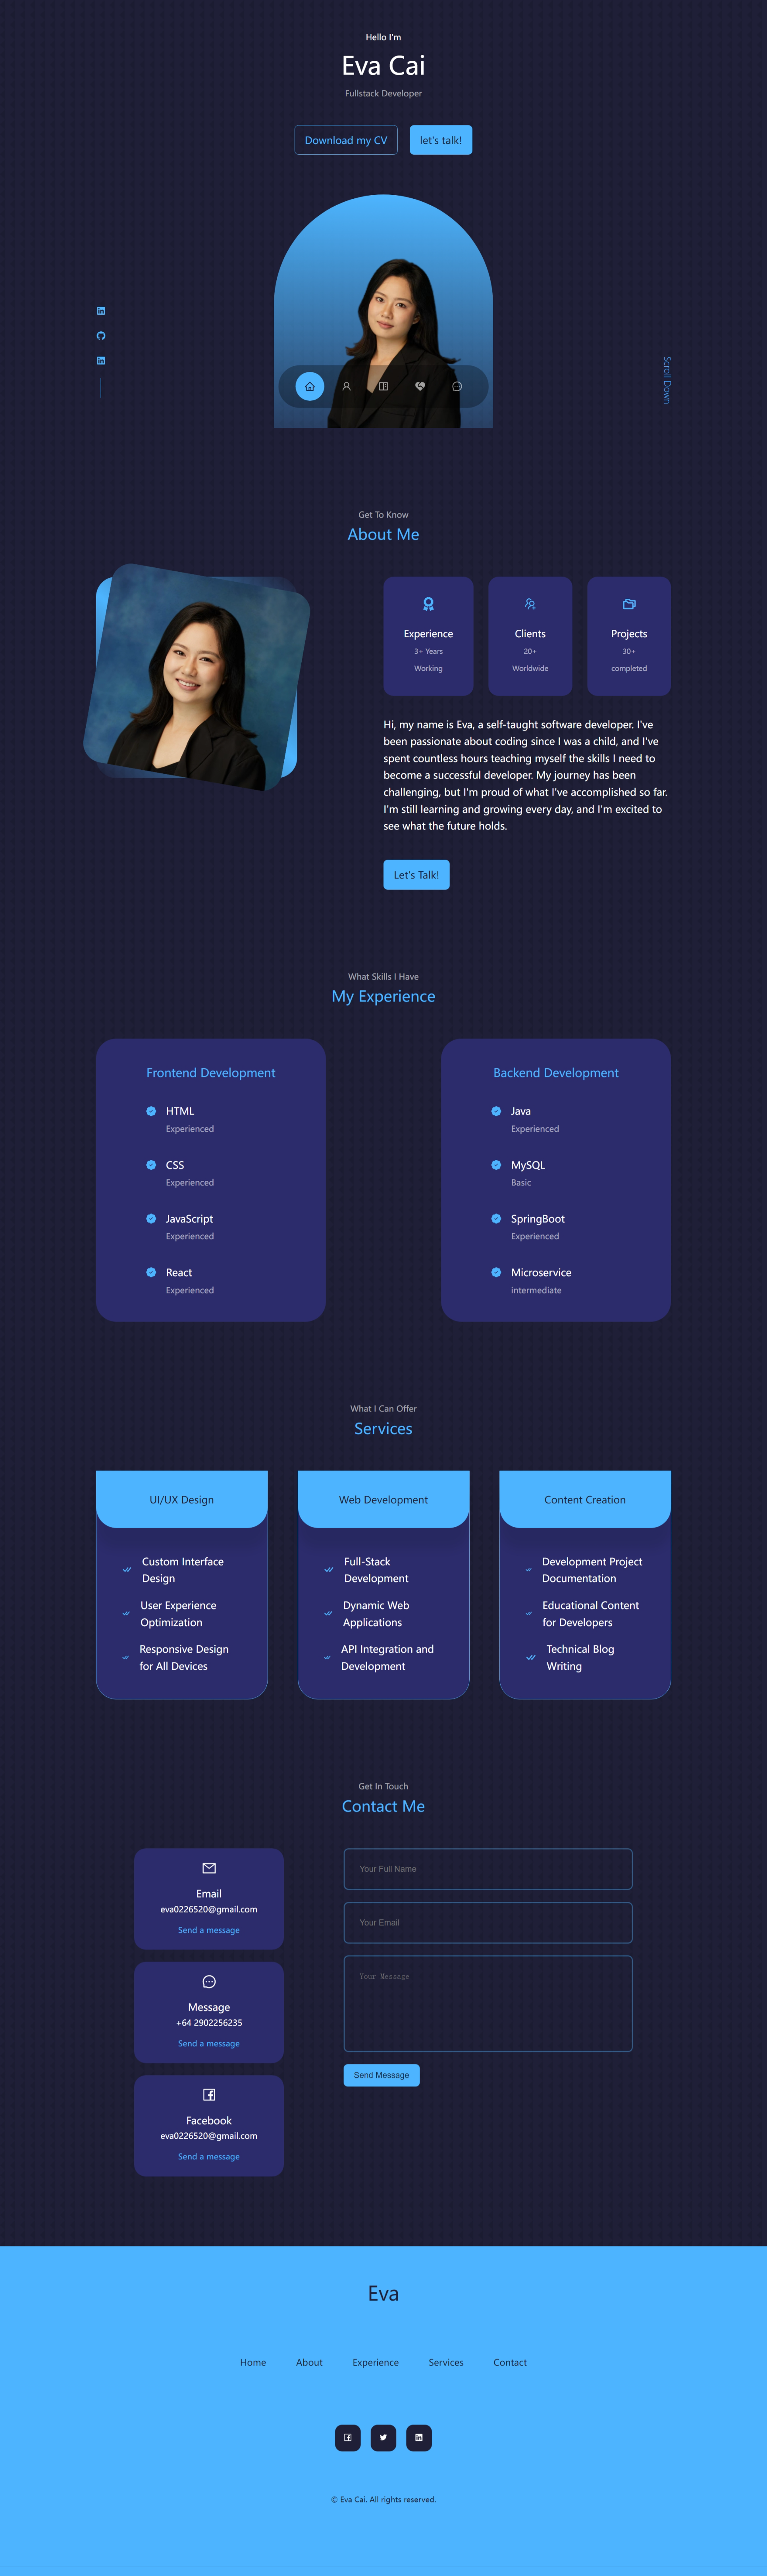 Hello I'm
Eva Cai
Fullstack Developer
Download my CV
let's talk!
Scroll Down
Get To Know
About Me
Experience
3+ Years
Working
Clients
20+
Worldwide
Projects
30+
completed
Hi, my name is Eva, a self-taught software developer. I've
been passionate about coding since I was a child, and I've
spent countless hours teaching myself the skills I need to
become a successful developer. My journey has been
challenging, but I'm proud of what I've accomplished so far.
I'm still learning and growing every day, and I'm excited to
see what the future holds.
Let's Talk!
What Skills I Have
My Experience
Frontend Development
HTML
Experienced
CSS
Experienced
JavaScript
Experienced
React
Experienced
Backend Development
Java
Experienced
MySQL
Basic
SpringBoot
Experienced
Microservice
intermediate
What I Can Offer
Services
UI/UX Design
Custom Interface
Design
User Experience
Optimization
Responsive Design
for All Devices
Web Development
Full-Stack
Development
Dynamic Web
Applications
API Integration and
Development
Content Creation
Development Project
Documentation
Educational Content
for Developers
Technical Blog
Writing
Get In Touch
Contact Me
Email
eva0226520@gmail.com
Send a message
Message
+64 2902256235
Send a message
Facebook
eva0226520@gmail.com
Send a message
Your Full Name
Your Email
Your Message
Send Message
Eva
Home
About
Experience
Services
Contact
© Eva Cai. All rights reserved.